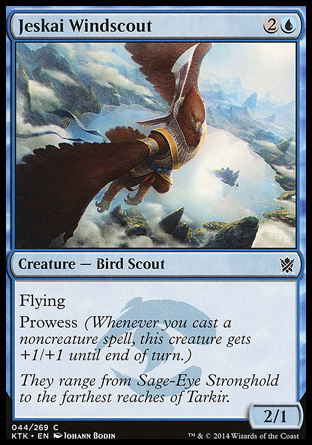 Jeskai Windscout 2
Creature — Bird Scout
Flying
Prowess (Whenever you cast a
noncreature spell, this creature gets
+1/+1 until end of turn.)
They range from Sage-Eye Stronghold
to the farthest reaches of Tarkir.
2/1
044/269 C
KTK • EN Johann Bodin
™ & © 2014 Wizards of the Coast